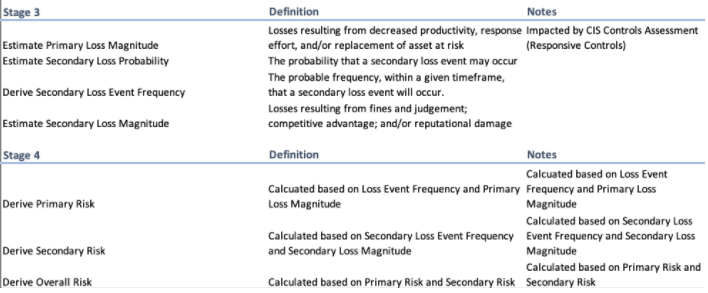 Stage 3 Definition Notes
Losses resulting from decreased productivity, response Impacted by CIS Controls Assessment
Estimate Primary Loss Magnitude effort, and/or replacement of asset at risk (Responsive Controls)
Estimate Secondary Loss Probability The probability that a secondary loss event may occur
The probable frequency, within a given timeframe,
Derive Secondary Loss Event Frequency that a secondary loss event will occur.
Losses resulting from fines and judgement;
Estimate Secondary Loss Magnitude competitive advantage; and/or reputational damage
Stage 4 Definition Notes
Calcuated based on Loss Event
Calcuated based on Loss Event Frequency and Primary Frequency and Primary Loss
Derive Primary Risk Loss Magnitude Magnitude
Calculated based on Secondary Loss
Calculated based on Secondary Loss Event Frequency Event Frequency and Secondary Loss
Derive Secondary Risk and Secondary Loss Magnitude Magnitude
Calculated based on Primary Risk and
Derive Overall Risk Calculated based on Primary Risk and Secondary Risk Secondary Risk